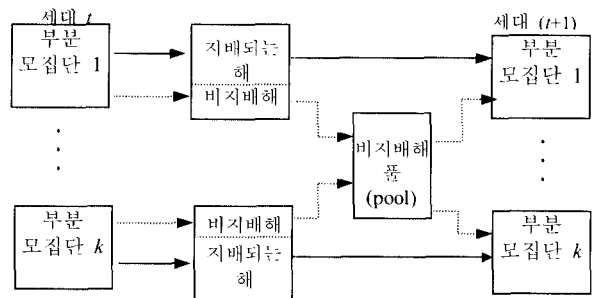 세대 t
부분
모집단 1
지배되는
해
비지배해
세대 (t+1)
부분
모집단 1
비지배해
풀
(pool)
부분
모집단 k
비지배해
지배되는
해
부분
모집단 k